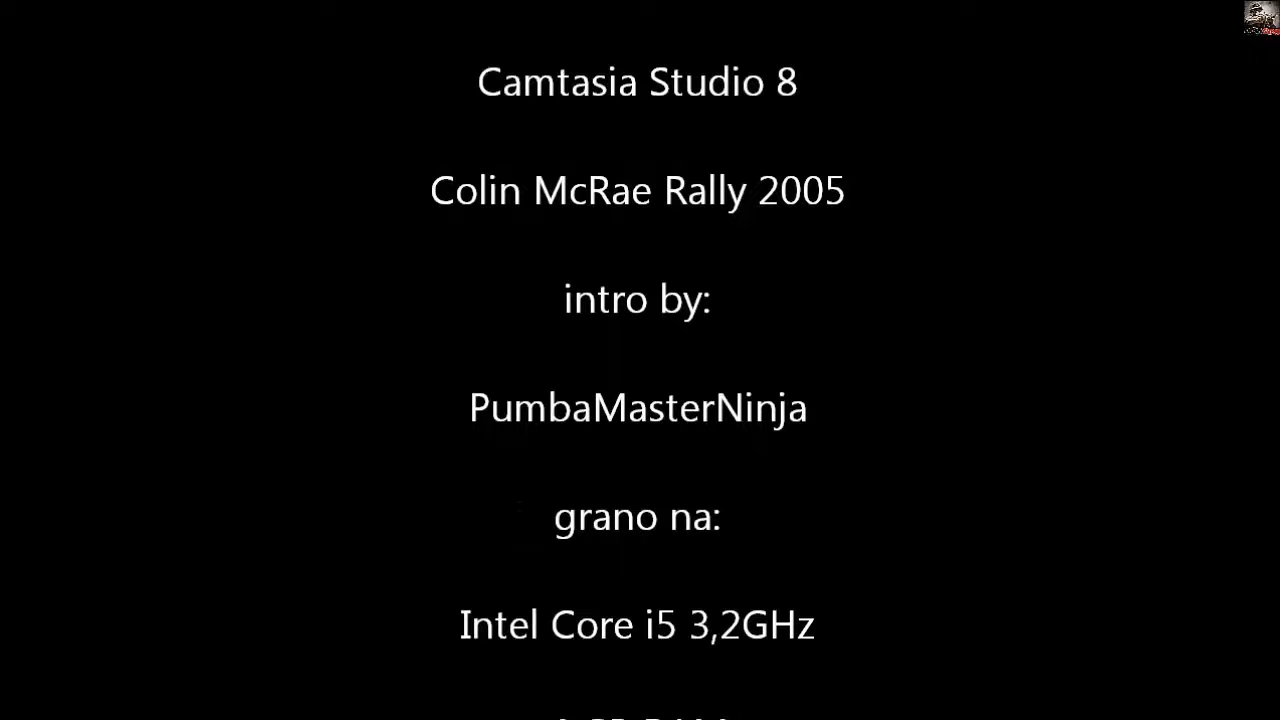 Camtasia Studio 8
Colin McRae Rally 2005
intro by:
PumbaMasterNinja
grano na:
Intel Core i5 3,2GHz